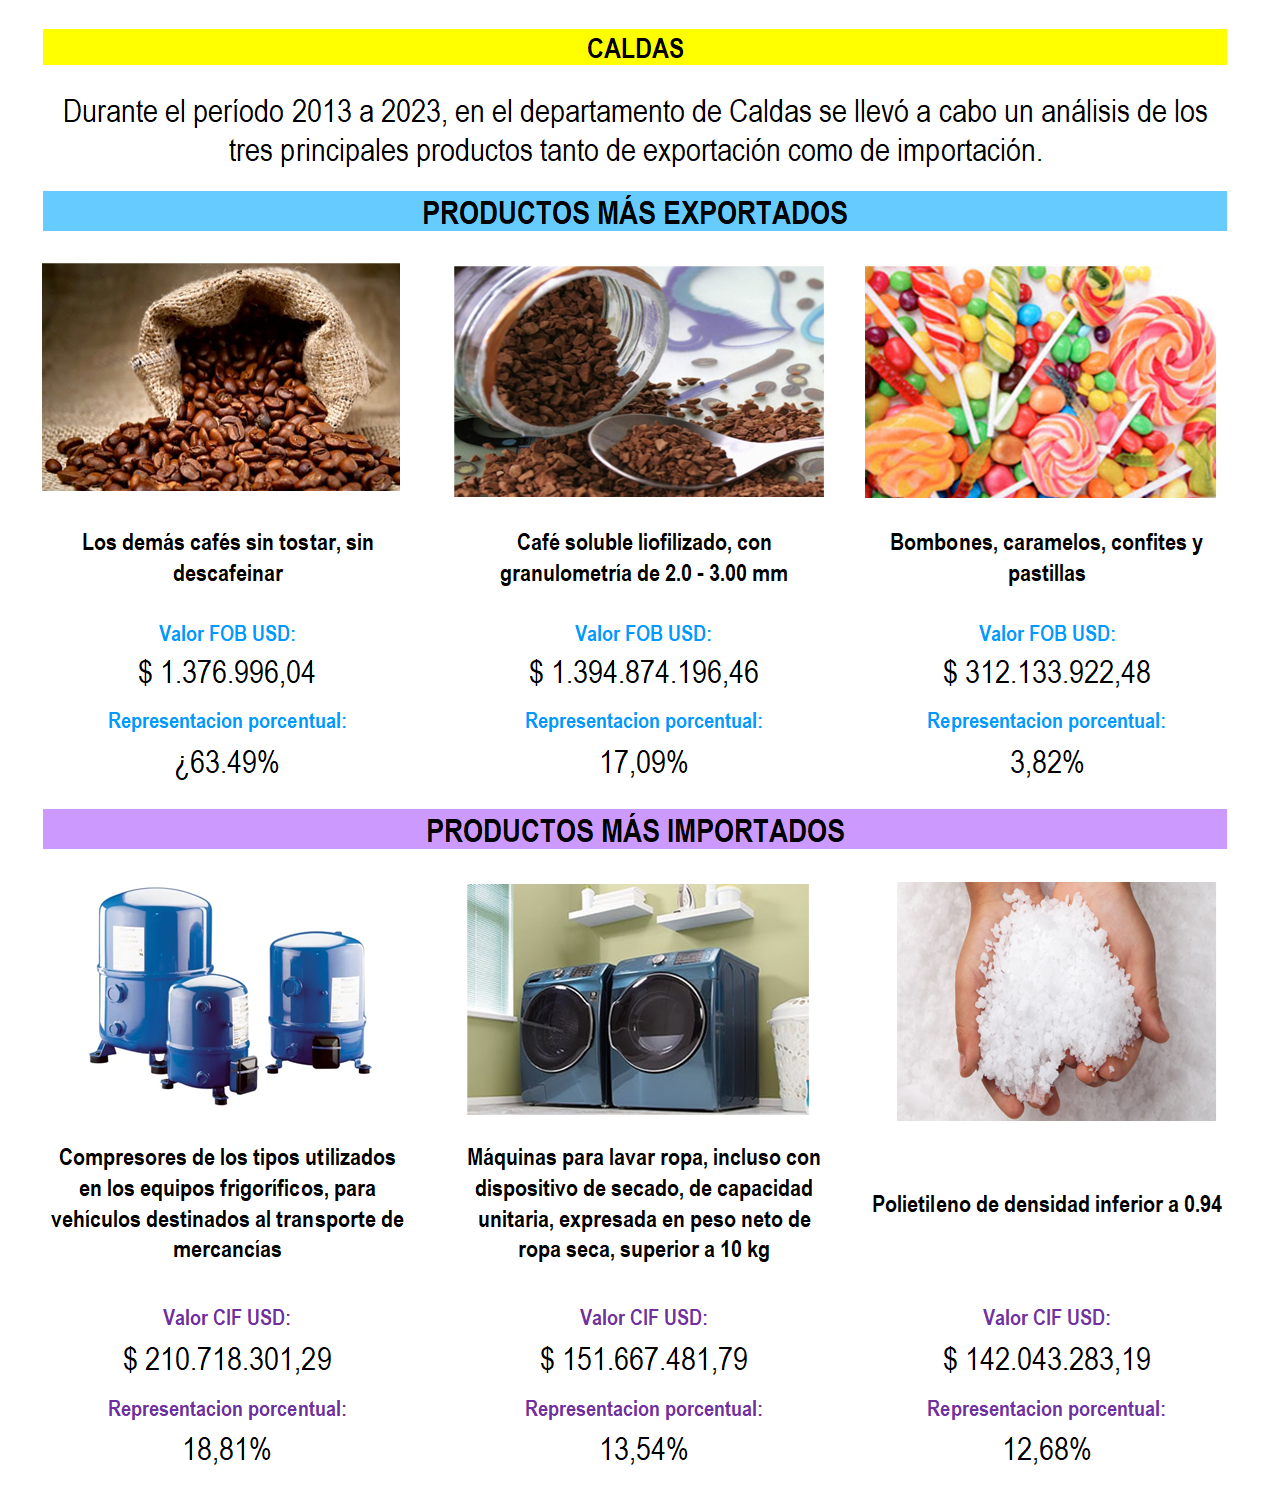 CALDAS
Durante el período 2013 a 2023, en el departamento de Caldas se llevó a cabo un análisis de los
tres principales productos tanto de exportación como de importación.
PRODUCTOS MÁS EXPORTADOS
Los demás cafés sin tostar, sin
descafeinar
Valor FOB USD:
$ 1.376.996,04
Representacion porcentual:
¿63.49%
Café soluble liofilizado, con
granulometría de 2.0 - 3.00 mm
Valor FOB USD:
$ 1.394.874.196,46
Representacion porcentual:
17,09%
Bombones, caramelos, confites y
pastillas
Valor FOB USD:
$ 312.133.922,48
Representacion porcentual:
3,82%
PRODUCTOS MÁS IMPORTADOS
Compresores de los tipos utilizados
en los equipos frigoríficos, para
vehículos destinados al transporte de
mercancías
Valor CIF USD:
$ 210.718.301,29
Representacion porcentual:
18,81%
Máquinas para lavar ropa, incluso con
dispositivo de secado, de capacidad
unitaria, expresada en peso neto de
ropa seca, superior a 10 kg
Valor CIF USD:
$ 151.667.481,79
Representacion porcentual:
13,54%
Polietileno de densidad inferior a 0.94
Valor CIF USD:
$ 142.043.283,19
Representacion porcentual:
12,68%